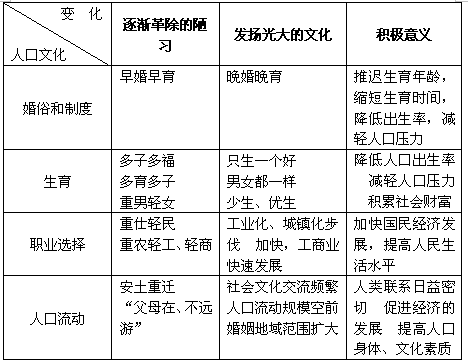 变 化
人口文化
逐渐革除的陋
习
发扬光大的文化
积极意义
婚俗和制度
早婚早育
晚婚晚育
推迟生育年龄，
缩短生育时间，
降低出生率，减
轻人口压力
生育
多子多福
多育多子
重男轻女
只生一个好
男女都一样
少生、优生
降低人口出生率
减轻人口压力
积累社会财富
职业选择
重仕轻民
重农轻工、轻商
工业化、城镇化步
伐 加快，工商业
快速发展
加快国民经济发
展，提高人民生
活水平
人口流动
安土重迁
“父母在、不远
游”
社会文化交流频繁
人口流动规模空前
婚姻地域范围扩大
人类联系日益密
切 促进经济的
发展 提高人口
身体、文化素质